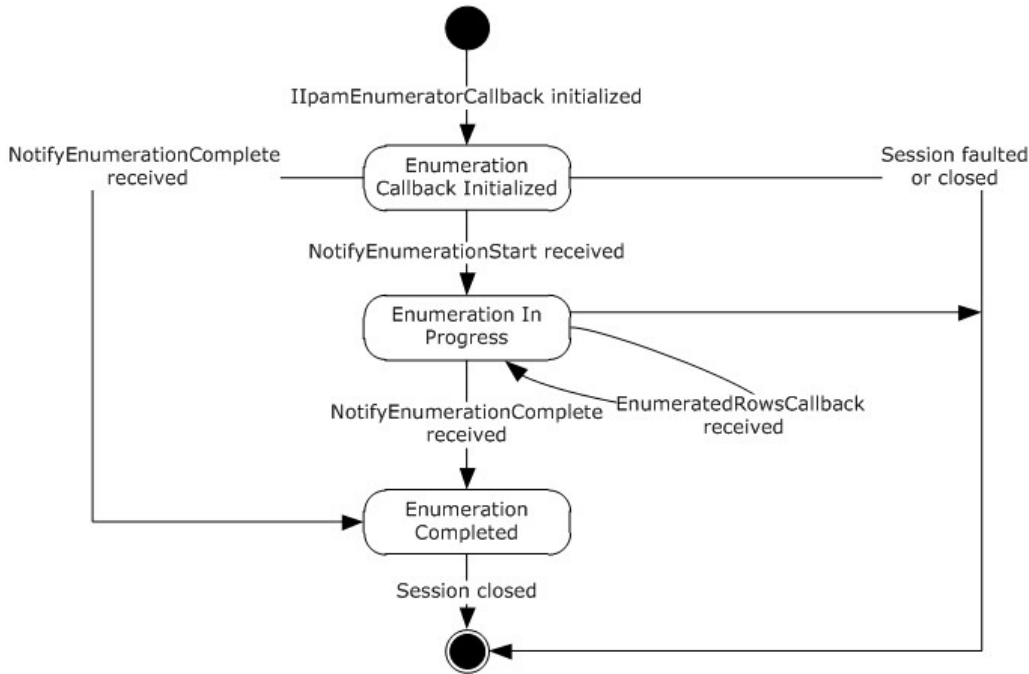 IIpamEnumeratorCallback initialized
NotifyEnumerationComplete
received
Enumeration
Callback Initialized
Session faulted
or closed
NotifyEnumerationStart received
Enumeration In
Progress
NotifyEnumerationComplete
received
EnumeratedRowsCallback
received
Enumeration
Completed
Session closed